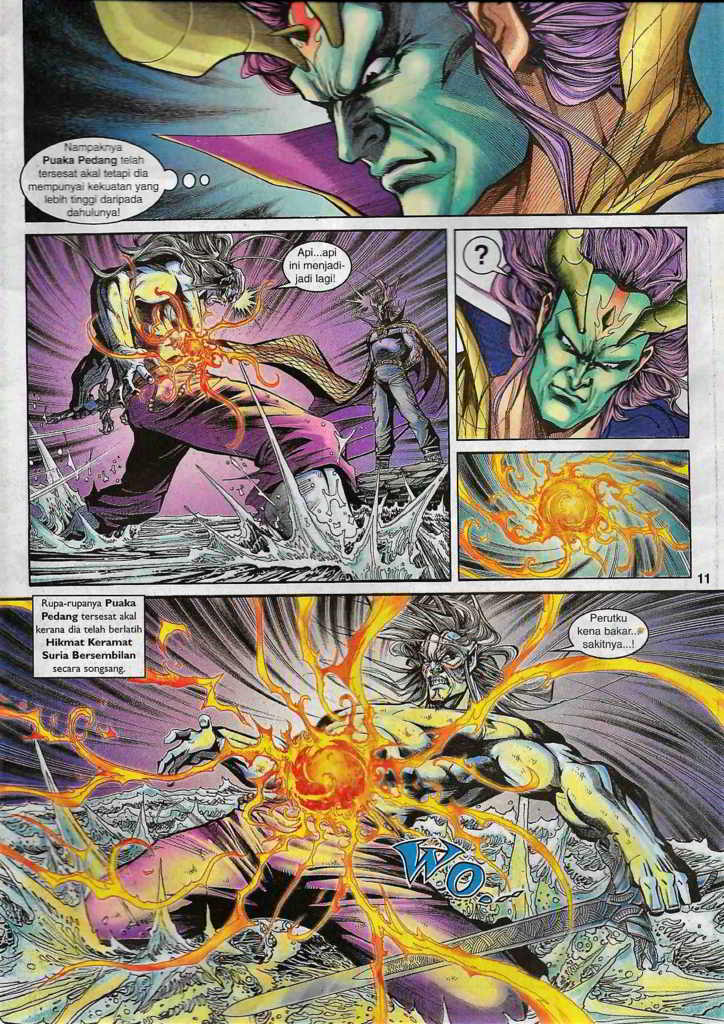 Nampaknya
Puaka Pedang telah
tersesat akal tetapi dia
mempunyai kekuatan yang
lebih tinggi daripada
dahulunya!
Api...api
ini menjadi-
jadi lagi!
?
11
Rupa-rupanya Puaka
Pedang tersesat akal
kerana dia telah berlatih
Hikmat Keramat
Suria Bersembilan
secara songsang.
Perutku
kena bakar...
sakitnya...!
WO..